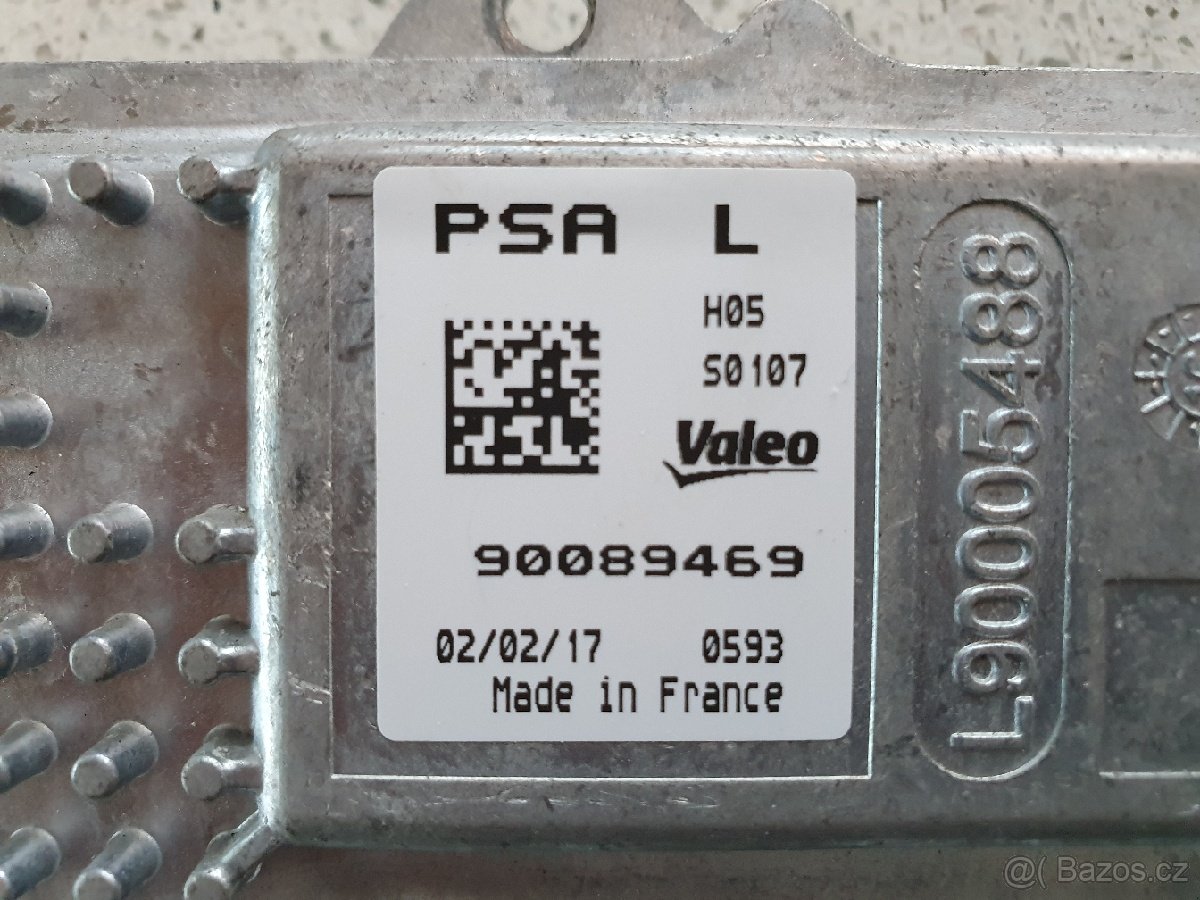 PSA L
H05
S0107
Valeo
90089469
02/02/17 0593
Made in France
L90005488
@( Bazos.cz